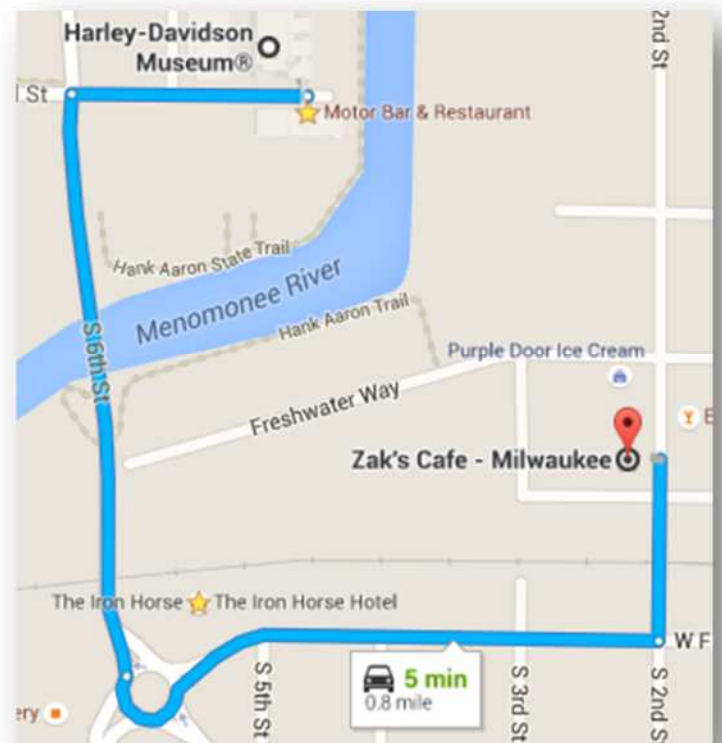 Harley-Davidson
Museum®
2nd St
l St
Motor Bar & Restaurant
Hank Aaron State Trail
Menomonee River
Hank Aaron Trail
S 6th St
Purple Door Ice Cream
Freshwater Way
Zak's Cafe - Milwaukee
The Iron Horse
The Iron Horse Hotel
W F
5 min
0.8 mile
S 5th St
S 3rd St
S 2nd S
ery